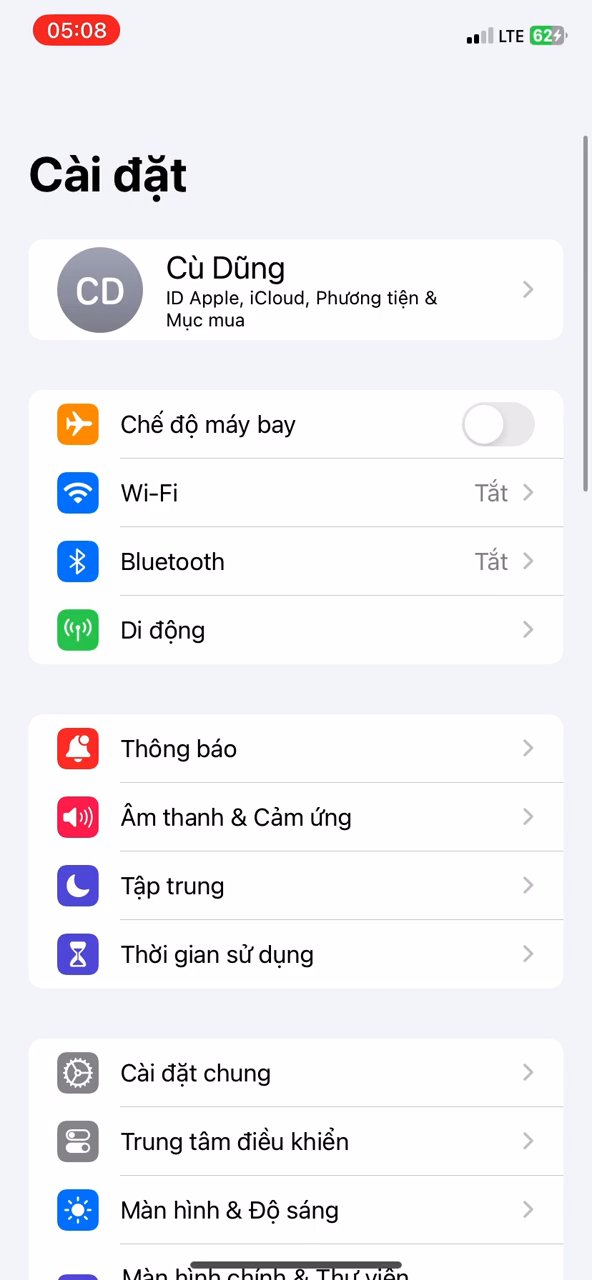 05:08
LTE 62
Cài đặt
CD
Cù Dũng
ID Apple, iCloud, Phương tiện &
Mục mua
Chế độ máy bay
Wi-Fi Tắt
Bluetooth Tắt
Di động
Thông báo
Âm thanh & Cảm ứng
Tập trung
Thời gian sử dụng
Cài đặt chung
Trung tâm điều khiển
Màn hình & Độ sáng
Màn hình chính & Thư viện